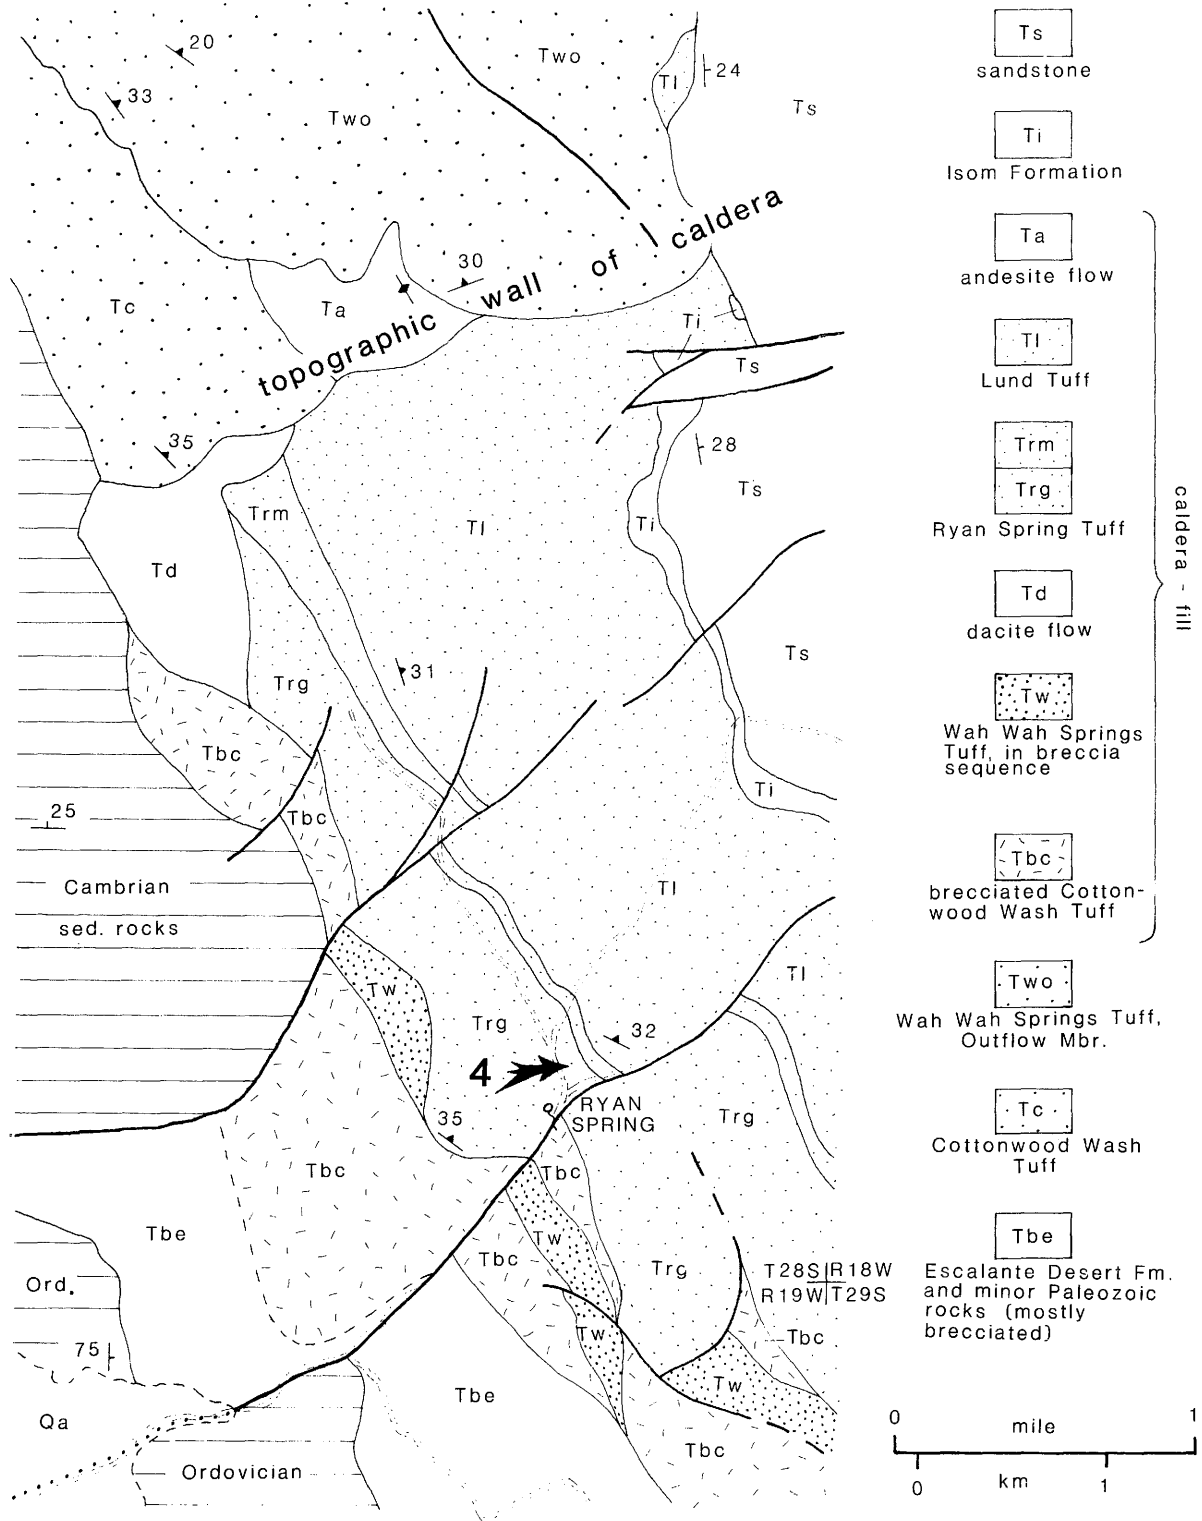 20
Two
Tl
24
33
Two
Ts
topographic wall of caldera
30
Tc
Ta
Ti
Ts
35
28
Trm
Tl
Ti
Ts
Td
31
Ts
Trg
Tbc
Ti
25
Tbc
Cambrian
sed. rocks
Tl
Tl
Tw
Trg
32
4
RYAN
SPRING
Trg
35
Tbc
Tbc
Tbe
Tw
Tbc
Trg
T28S R18W
R19W T29S
Ord.
Tw
Tbc
75
Tbe
Tw
Qa
Tbc
Ordovician
Ts
sandstone
Ti
Isom Formation
Ta
andesite flow
Tl
Lund Tuff
Trm
Trg
Ryan Spring Tuff
Td
dacite flow
Tw
Wah Wah Springs
Tuff, in breccia
sequence
Tbc
brecciated Cotton-
wood Wash Tuff
caldera - fill
Two
Wah Wah Springs Tuff,
Outflow Mbr.
Tc
Cottonwood Wash
Tuff
Tbe
Escalante Desert Fm.
and minor Paleozoic
rocks (mostly
brecciated)
0 mile 1
0 km 1